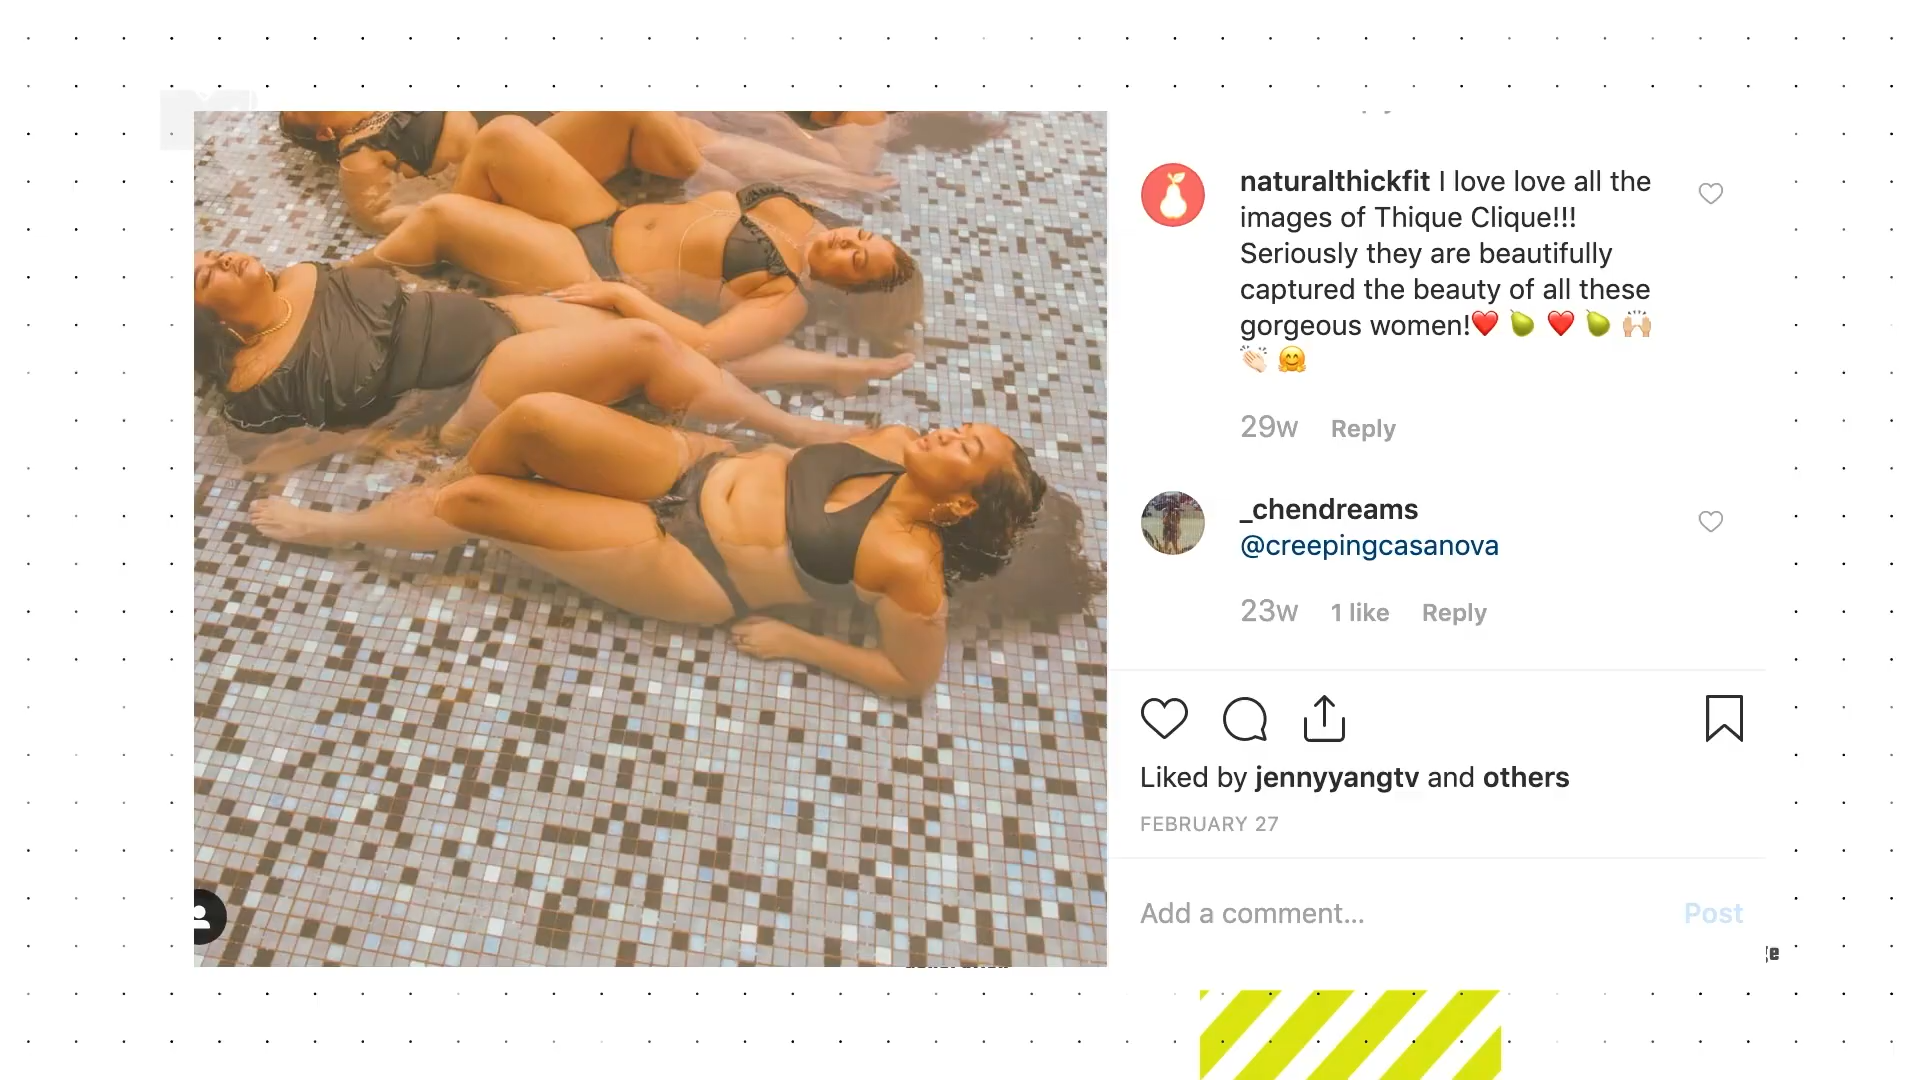 naturalthickfit I love love all the
images of Thique Clique!!!
Seriously they are beautifully
captured the beauty of all these
gorgeous women!❤️🍐❤️🍐🙌🏼
👏🏻🤗
29w Reply
_chendreams
@creepingcasanova
23w 1 like Reply
Liked by jennyyangtv and others
FEBRUARY 27
Add a comment... Post